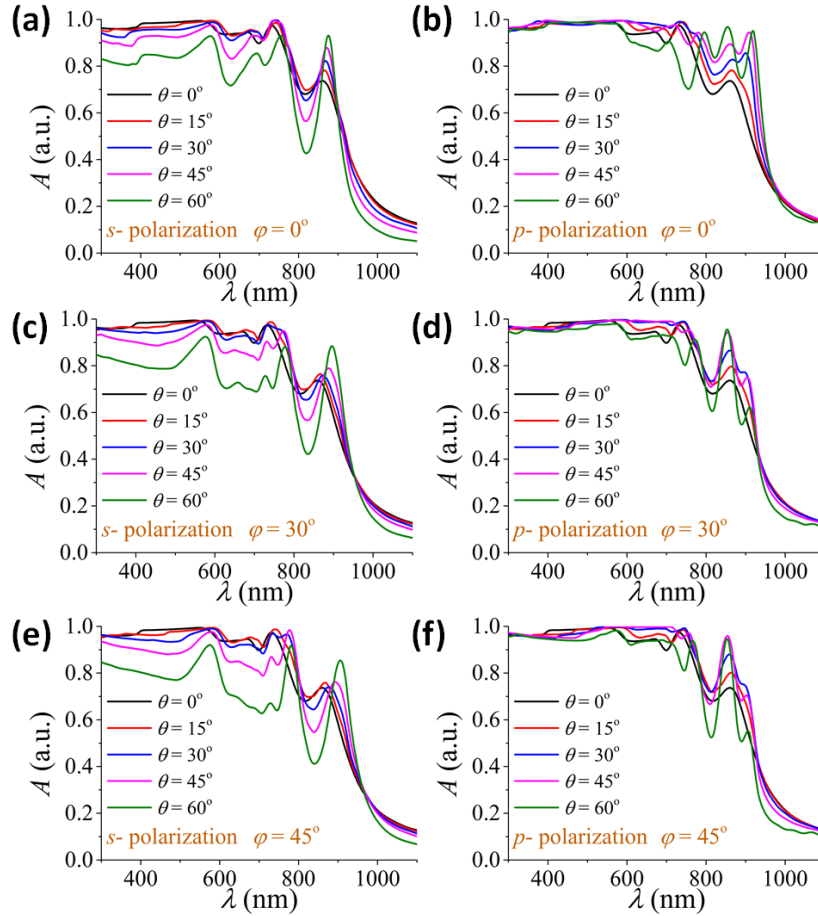 (a)
A (a.u.)
1.0
0.8
0.6
0.4
0.2
0.0
θ = 0°
θ = 15°
θ = 30°
θ = 45°
θ = 60°
s- polarization φ = 0°
400 600 800 1000
λ (nm)
(b)
A (a.u.)
1.0
0.8
0.6
0.4
0.2
0.0
θ = 0°
θ = 15°
θ = 30°
θ = 45°
θ = 60°
p- polarization φ = 0°
400 600 800 1000
λ (nm)
(c)
A (a.u.)
1.0
0.8
0.6
0.4
0.2
0.0
θ = 0°
θ = 15°
θ = 30°
θ = 45°
θ = 60°
s- polarization φ = 30°
400 600 800 1000
λ (nm)
(d)
A (a.u.)
1.0
0.8
0.6
0.4
0.2
0.0
θ = 0°
θ = 15°
θ = 30°
θ = 45°
θ = 60°
p- polarization φ = 30°
400 600 800 1000
λ (nm)
(e)
A (a.u.)
1.0
0.8
0.6
0.4
0.2
0.0
θ = 0°
θ = 15°
θ = 30°
θ = 45°
θ = 60°
s- polarization φ = 45°
400 600 800 1000
λ (nm)
(f)
A (a.u.)
1.0
0.8
0.6
0.4
0.2
0.0
θ = 0°
θ = 15°
θ = 30°
θ = 45°
θ = 60°
p- polarization φ = 45°
400 600 800 1000
λ (nm)